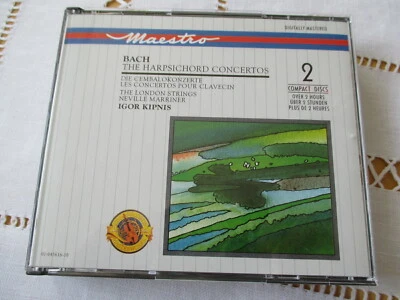 Maestro
DIGITALLY MASTERED
BACH
THE HARPSICHORD CONCERTOS
DIE CEMBALOKONZERTE
LES CONCERTOS POUR CLAVECIN
THE LONDON STRINGS
NEVILLE MARRINER
IGOR KIPNIS
2
COMPACT DISCS
OVER 2 HOURS
ÜBER 2 STUNDEN
PLUS DE 2 HEURES